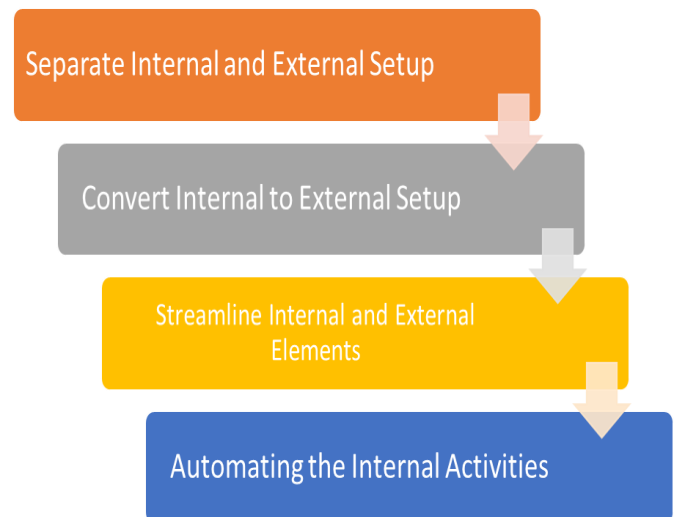 Separate Internal and External Setup
Convert Internal to External Setup
Streamline Internal and External
Elements
Automating the Internal Activities